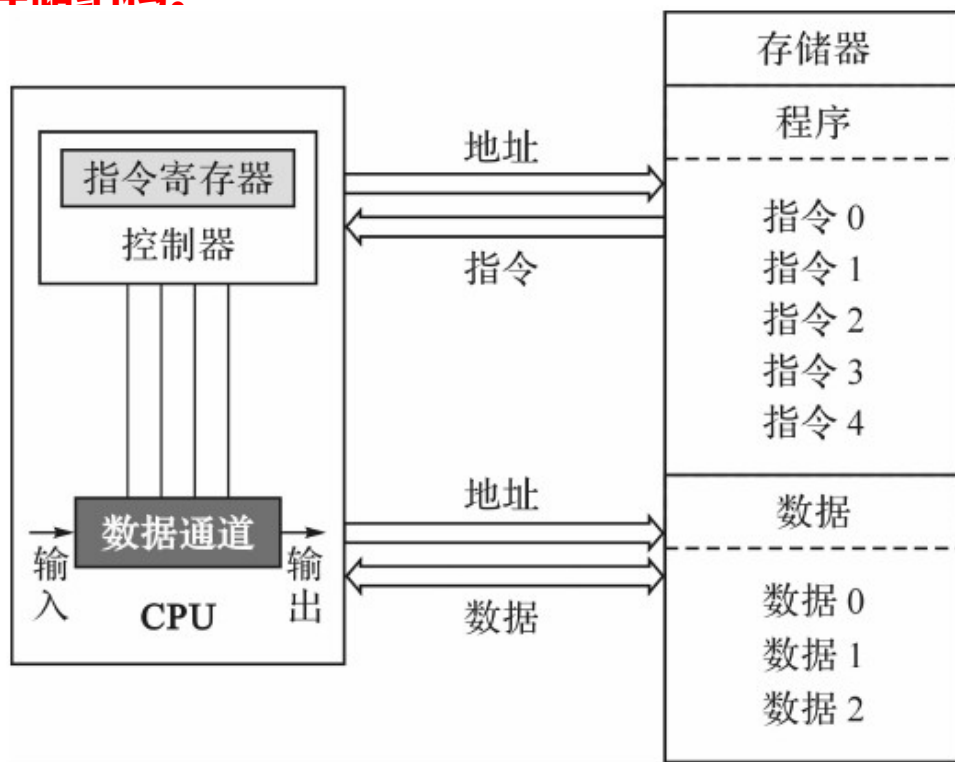 存储器
程序
地址
指令寄存器
控制器
指令
指令 0
指令 1
指令 2
指令 3
指令 4
地址
数据
数据通道
输入
输出
CPU
数据
数据 0
数据 1
数据 2